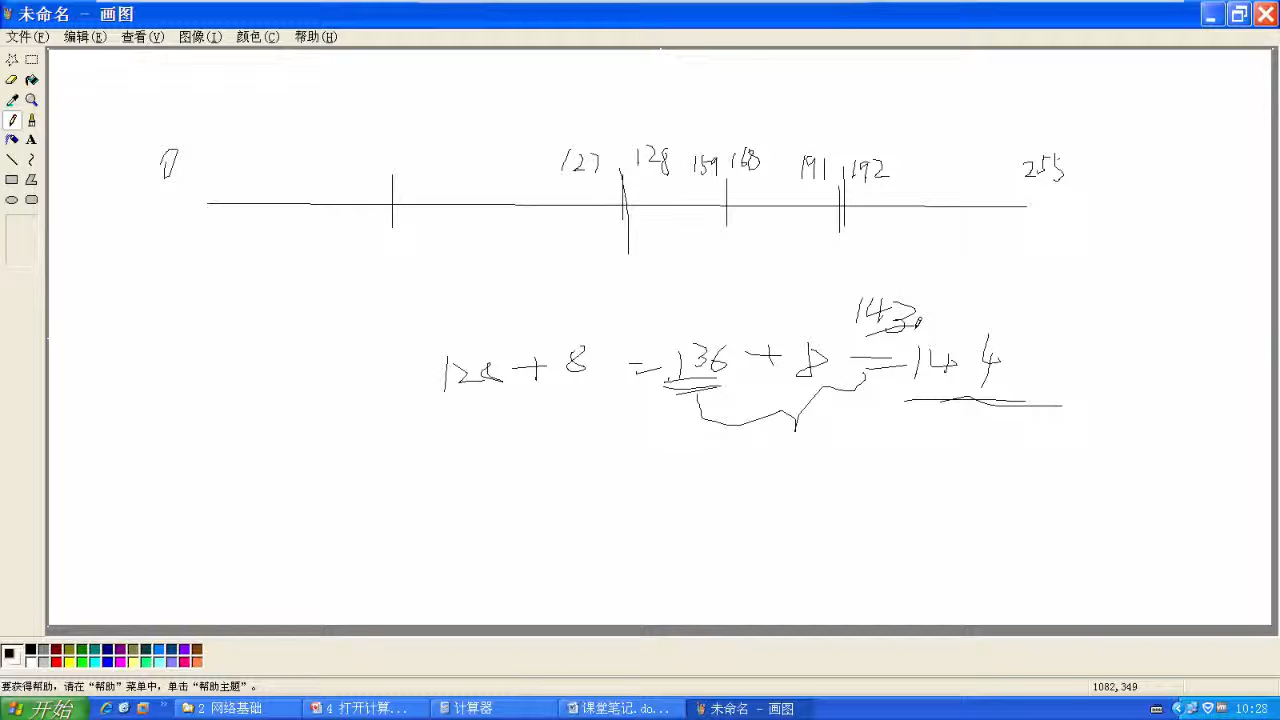 未命名 - 画图
文件(F) 编辑(E) 查看(V) 图像(I) 颜色(C) 帮助(H)
0 127 128 159 160 191 192 255
143
128 + 8 = 136 + 8 = 144
要获得帮助,请在“帮助”菜单中,单击“帮助主题”。 1082,349
开始 2 网络基础 4 打开计算... 计算器 课堂笔记.do... 未命名 - 画图 10:28